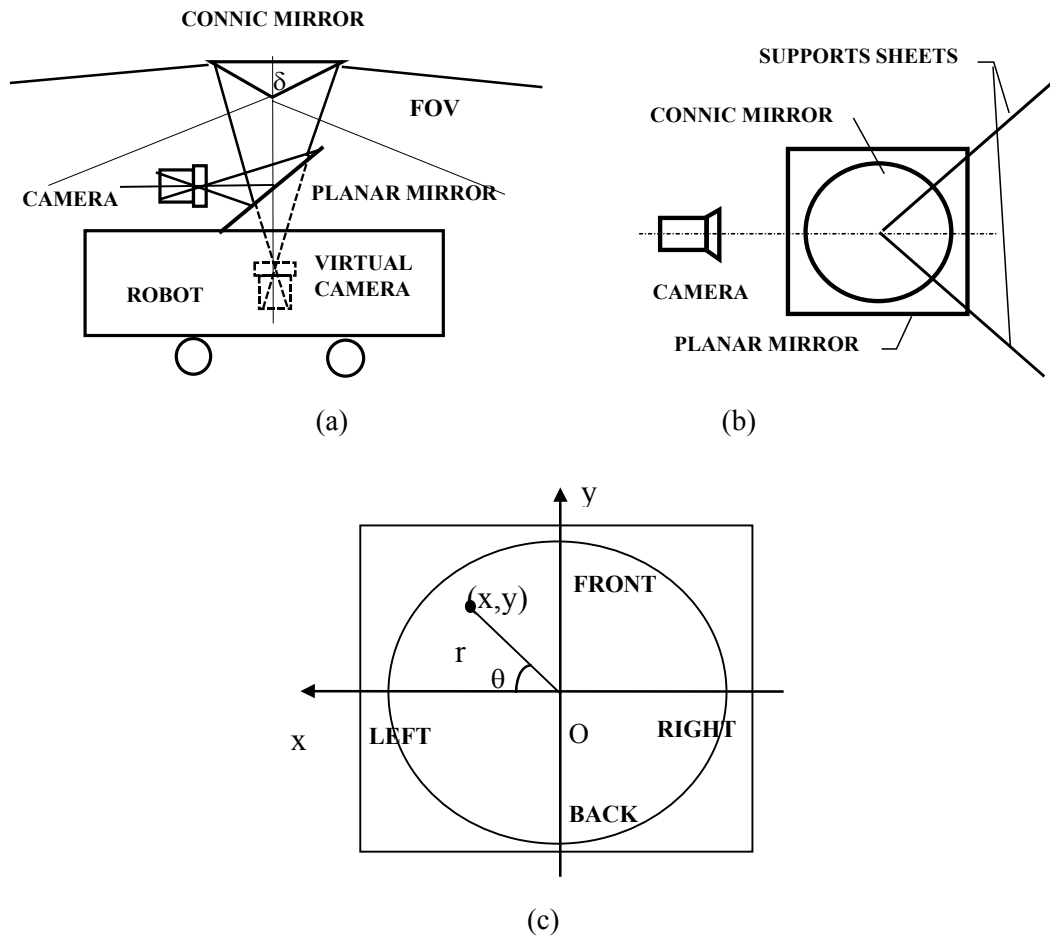 CONNIC MIRROR
δ
FOV
CAMERA
PLANAR MIRROR
VIRTUAL
CAMERA
ROBOT
(a)
SUPPORTS SHEETS
CONNIC MIRROR
CAMERA
PLANAR MIRROR
(b)
y
FRONT
(x,y)
r
θ
x
LEFT
O
RIGHT
BACK
(c)